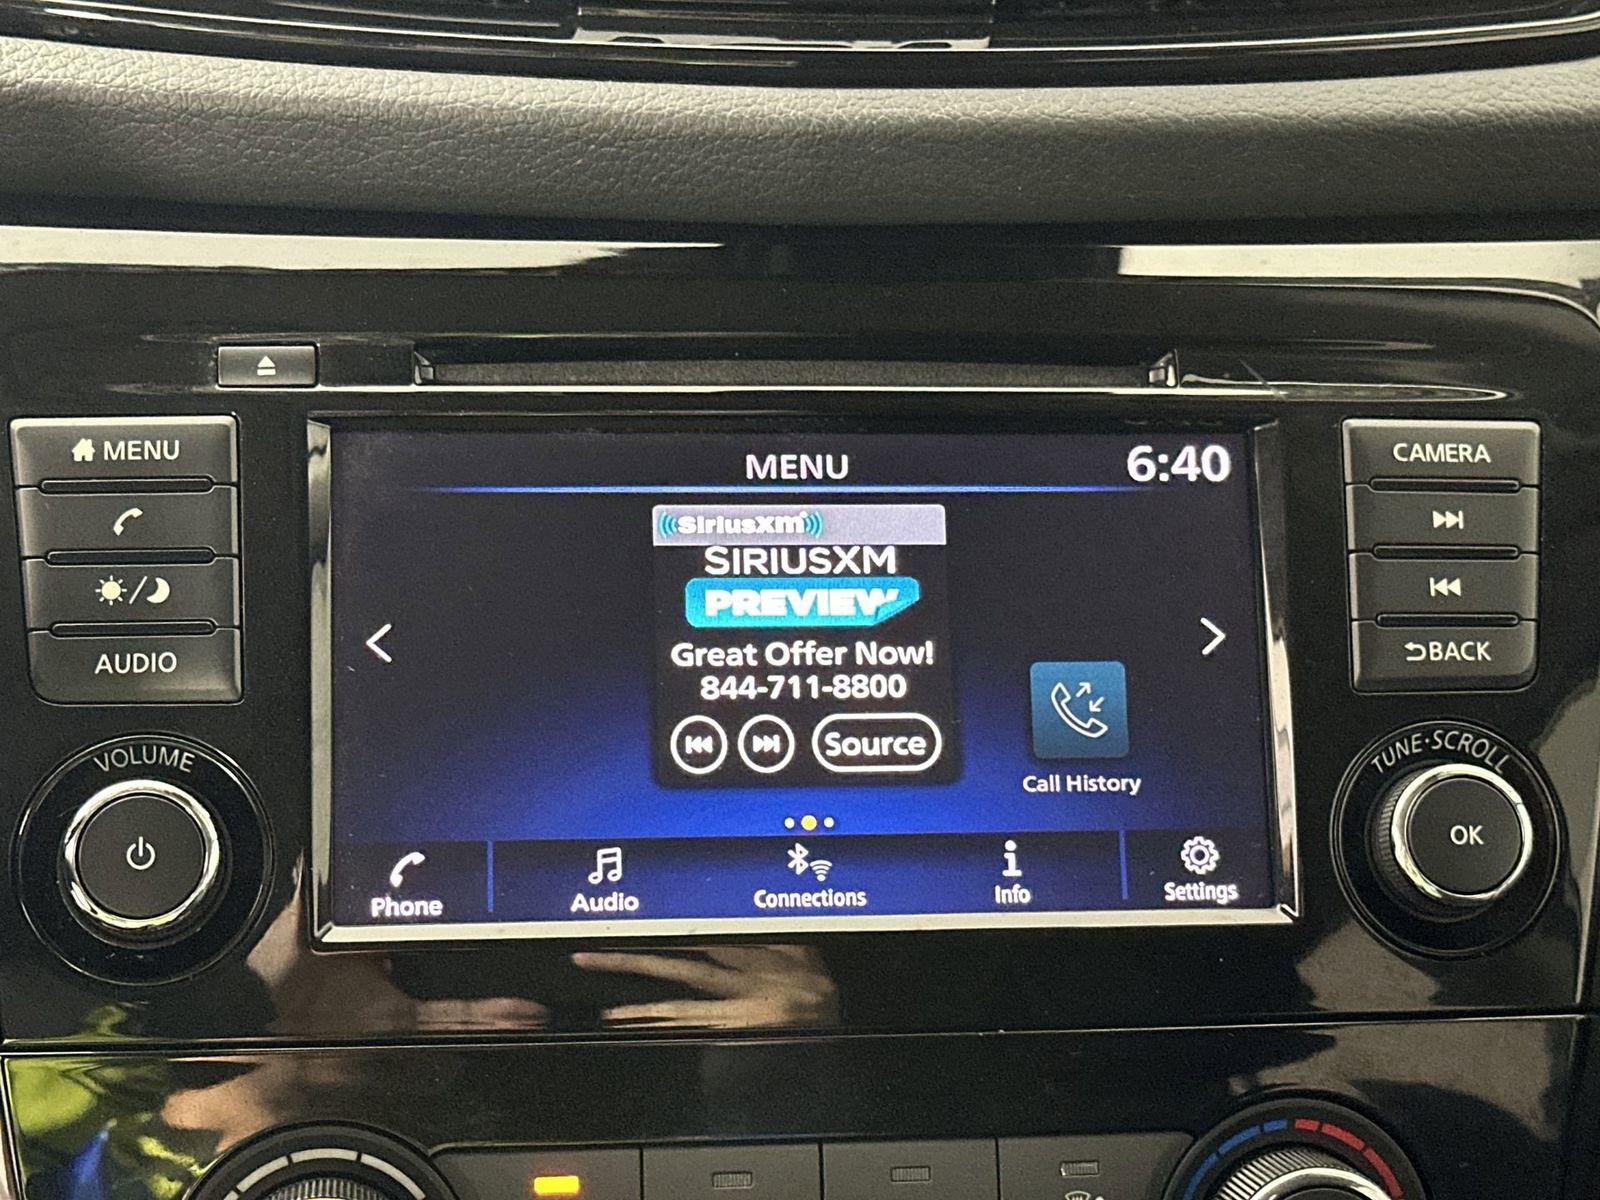 MENU
AUDIO
VOLUME
MENU
6:40
SiriusXm
SIRIUSXM
PREVIEW
Great Offer Now!
844-711-8800
Source
Call History
Phone
Audio
Connections
Info
Settings
CAMERA
BACK
TUNE·SCROLL
OK